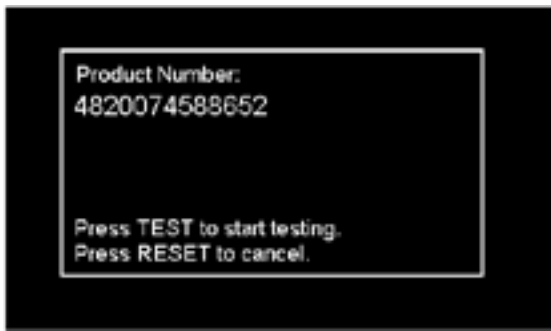 Product Number:
4820074588652
Press TEST to start testing.
Press RESET to cancel.